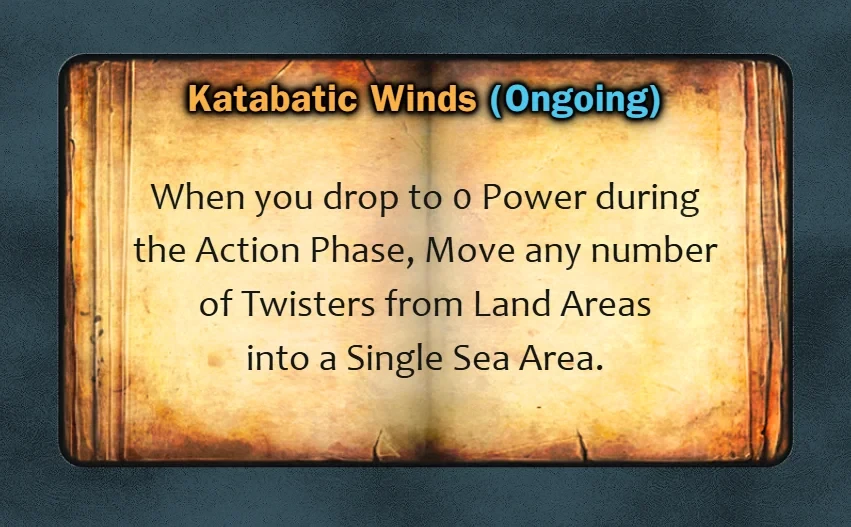 Katabatic Winds (Ongoing)
When you drop to 0 Power during
the Action Phase, Move any number
of Twisters from Land Areas
into a Single Sea Area.